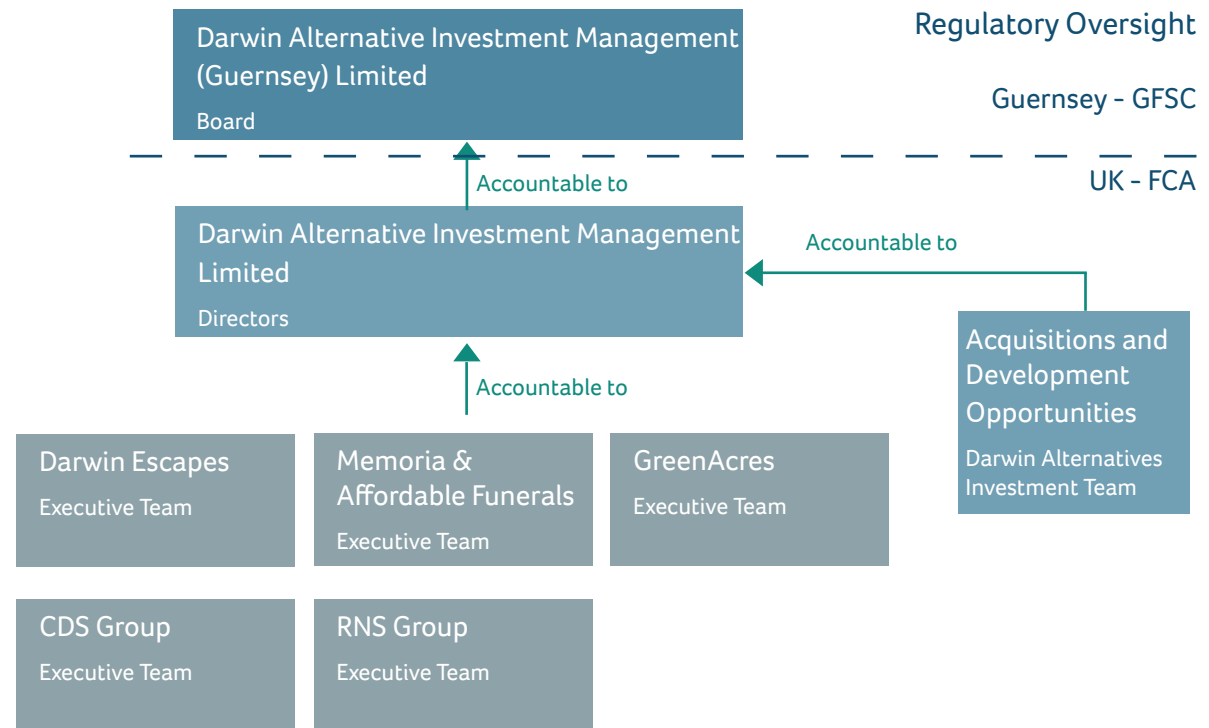 Darwin Alternative Investment Management
(Guernsey) Limited
Board
Regulatory Oversight
Guernsey - GFSC
UK - FCA
Accountable to
Darwin Alternative Investment Management
Limited
Directors
Accountable to
Accountable to
Acquisitions and
Development
Opportunities
Darwin Alternatives
Investment Team
Darwin Escapes
Executive Team
Memoria &
Affordable Funerals
Executive Team
GreenAcres
Executive Team
CDS Group
Executive Team
RNS Group
Executive Team